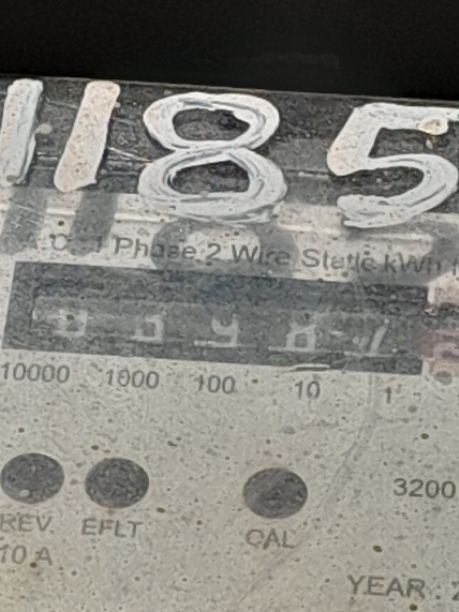 1185
A.C. 1 Phase 2 Wire Static kWh
10000 1000 100 10 1
3200
REV. EFLT CAL
10 A
YEAR